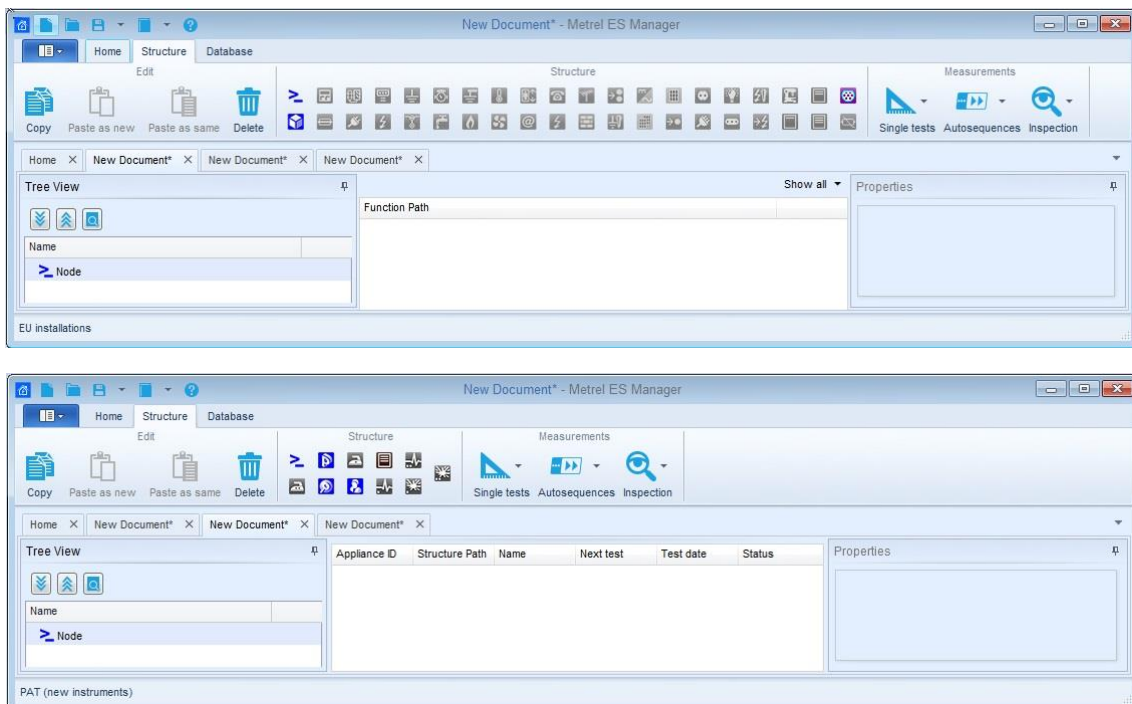 New Document* - Metrel ES Manager
Home Structure Database
Edit Structure Measurements
Copy Paste as new Paste as same Delete Single tests Autosequences Inspection
Home New Document* New Document* New Document*
Tree View Show all Properties
Function Path
Name
Node
EU installations
New Document* - Metrel ES Manager
Home Structure Database
Edit Structure Measurements
Copy Paste as new Paste as same Delete Single tests Autosequences Inspection
Home New Document* New Document* New Document*
Tree View Appliance ID Structure Path Name Next test Test date Status Properties
Name
Node
PAT (new instruments)